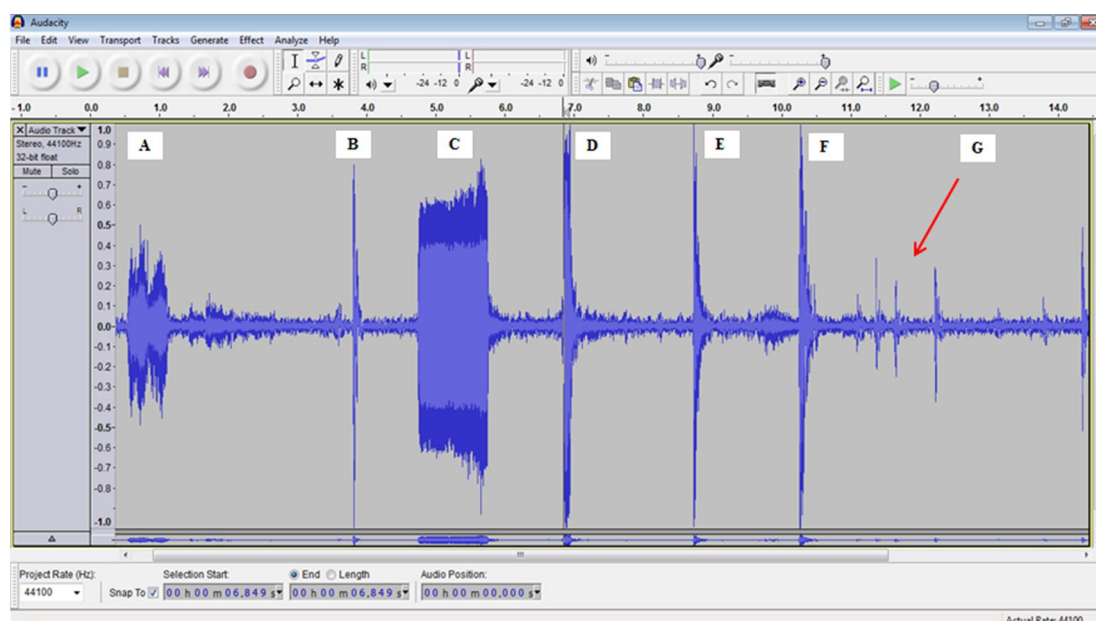 Audacity
File Edit View Transport Tracks Generate Effect Analyze Help
L
R
L
R
-24 -12 0
-24 -12 0
- 1.0 0.0 1.0 2.0 3.0 4.0 5.0 6.0 7.0 8.0 9.0 10.0 11.0 12.0 13.0 14.0
Audio Track
Stereo, 44100Hz
32-bit float
Mute Solo
- +
L R
1.0
0.9
0.8
0.7
0.6
0.5
0.4
0.3
0.2
0.1
0.0
-0.1
-0.2
-0.3
-0.4
-0.5
-0.6
-0.7
-0.8
-1.0
A B C D E F G
Project Rate (Hz): Selection Start: End Length Audio Position:
44100 Snap To 00 h 00 m 06.849 s 00 h 00 m 06.849 s 00 h 00 m 00.000 s
Actual Rate: 44100